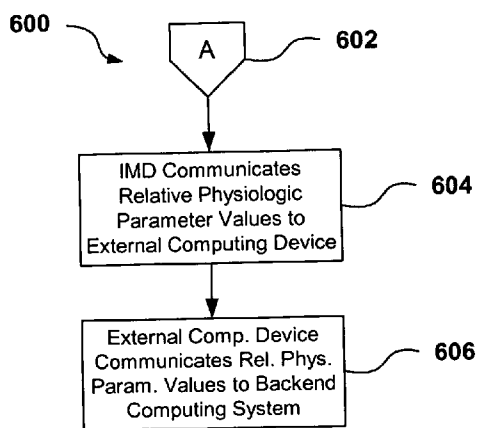 600
A
602
IMD Communicates
Relative Physiologic
Parameter Values to
External Computing Device
604
External Comp. Device
Communicates Rel. Phys.
Param. Values to Backend
Computing System
606